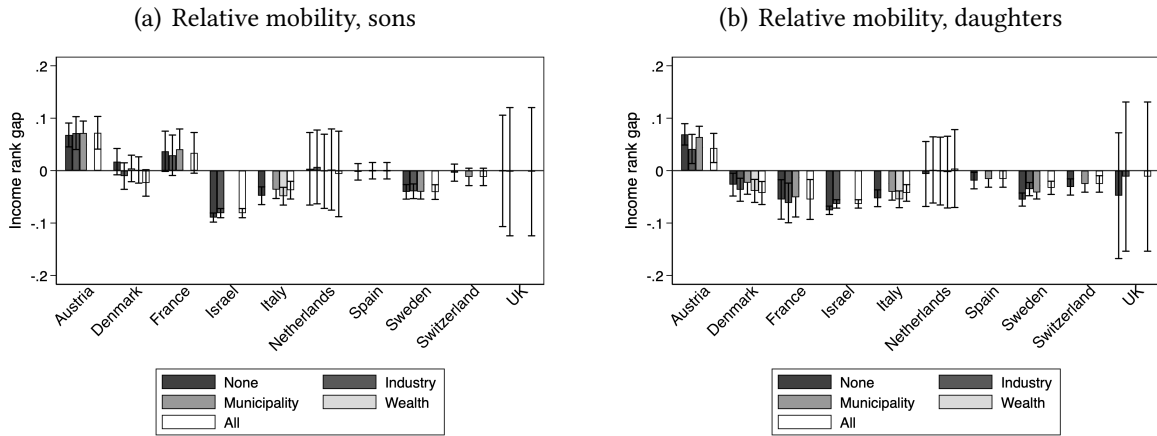 (a) Relative mobility, sons
.2
.1
0
-.1
-.2
Income rank gap
Austria
Denmark
France
Israel
Italy
Netherlands
Spain
Sweden
Switzerland
UK
None
Industry
Municipality
Wealth
All
(b) Relative mobility, daughters
.2
.1
0
-.1
-.2
Income rank gap
Austria
Denmark
France
Israel
Italy
Netherlands
Spain
Sweden
Switzerland
UK
None
Industry
Municipality
Wealth
All